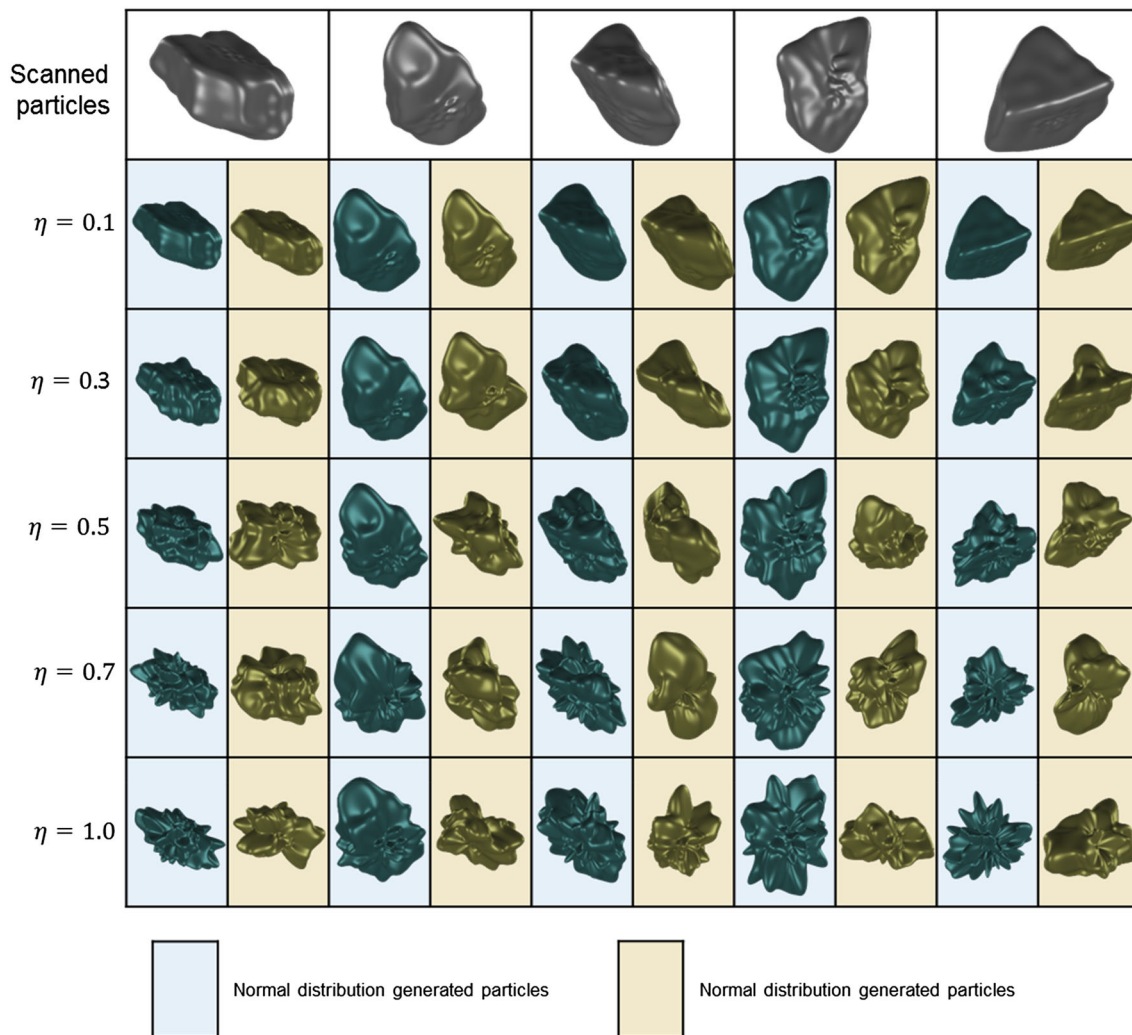 Scanned
particles
η = 0.1
η = 0.3
η = 0.5
η = 0.7
η = 1.0
Normal distribution generated particles
Normal distribution generated particles